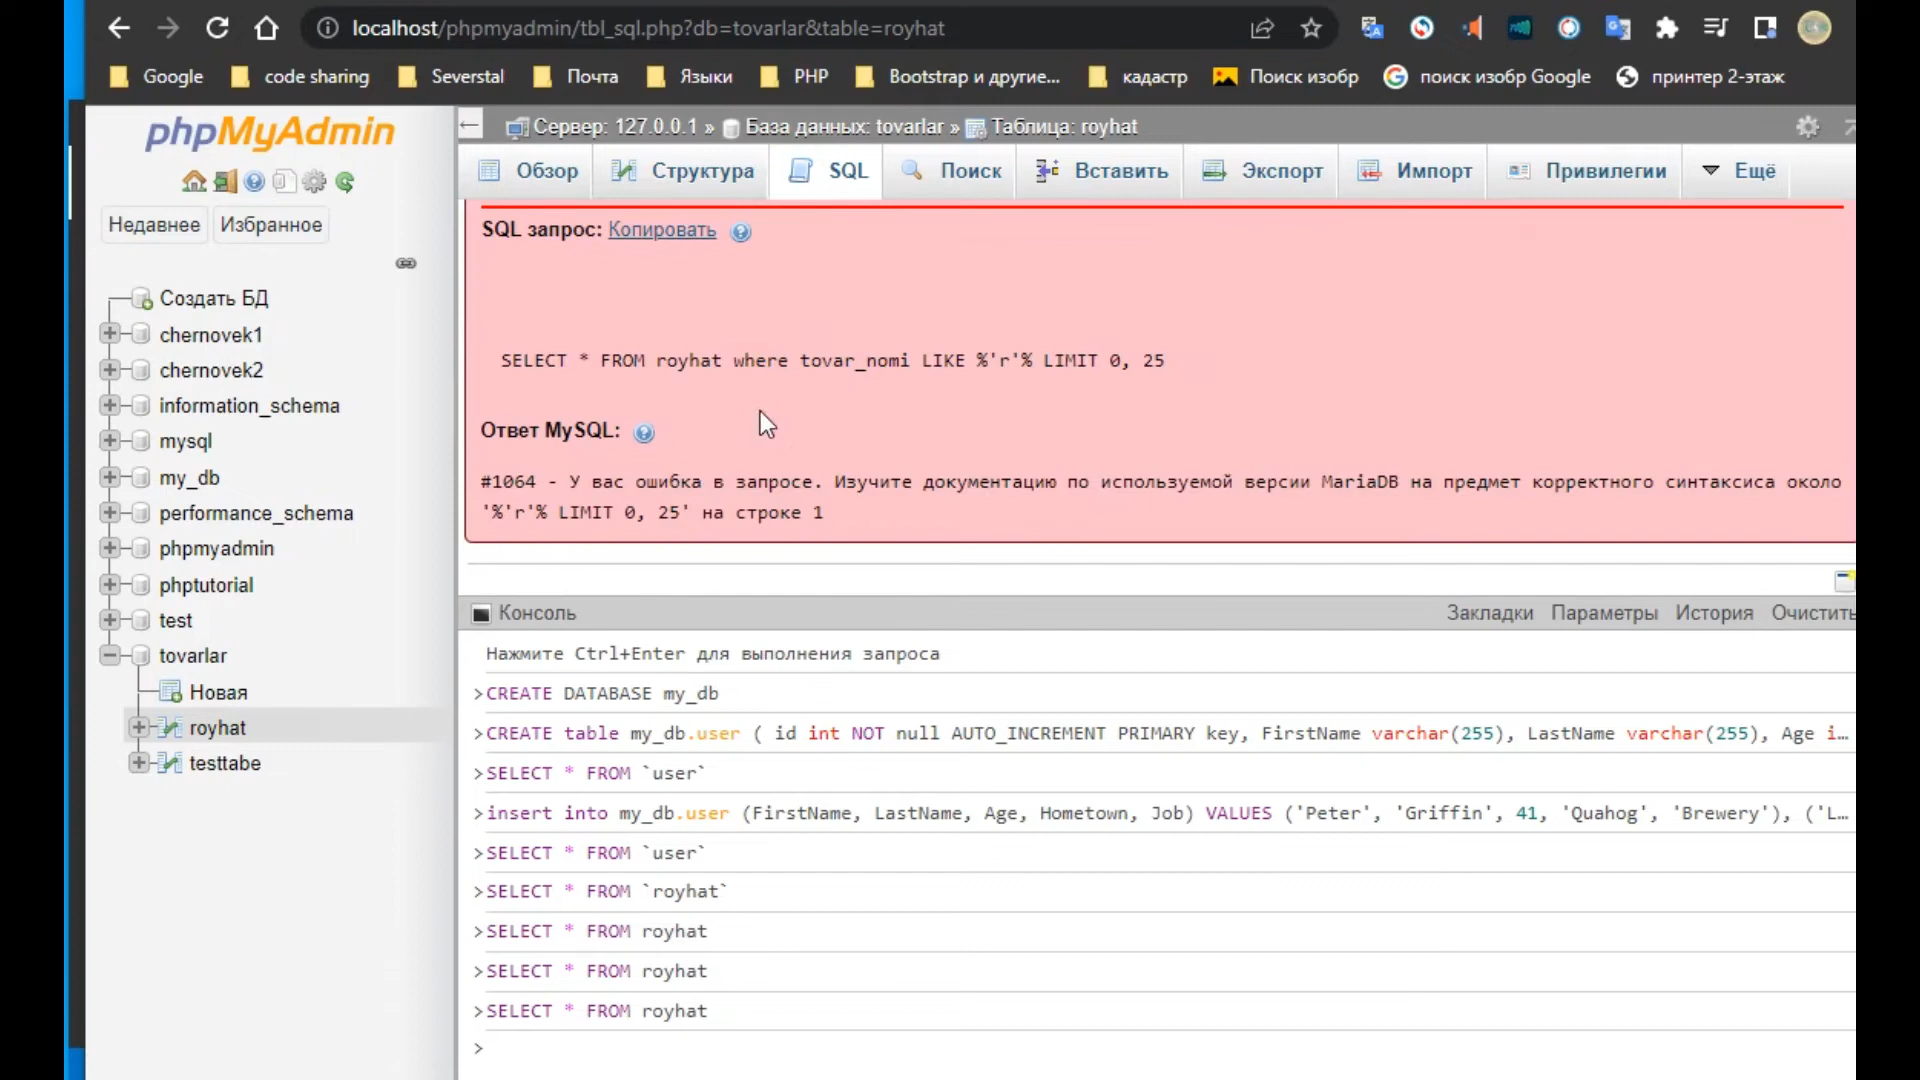 localhost/phpmyadmin/tbl_sql.php?db=tovarlar&table=royhat
Google code sharing Severstal Почта Языки PHP Bootstrap и другие... кадастр Поиск изобр поиск изобр Google принтер 2-этаж
phpMyAdmin
Недавнее Избранное
Создать БД
chernovek1
chernovek2
information_schema
mysql
my_db
performance_schema
phpmyadmin
phptutorial
test
tovarlar
Новая
royhat
testtabe
Сервер: 127.0.0.1 » База данных: tovarlar » Таблица: royhat
Обзор Структура SQL Поиск Вставить Экспорт Импорт Привилегии Ещё
SQL запрос: Копировать
SELECT * FROM royhat where tovar_nomi LIKE %'r'% LIMIT 0, 25
Ответ MySQL:
#1064 - У вас ошибка в запросе. Изучите документацию по используемой версии MariaDB на предмет корректного синтаксиса около
'%'r'% LIMIT 0, 25' на строке 1
Консоль Закладки Параметры История Очистить
Нажмите Ctrl+Enter для выполнения запроса
>CREATE DATABASE my_db
>CREATE table my_db.user ( id int NOT null AUTO_INCREMENT PRIMARY key, FirstName varchar(255), LastName varchar(255), Age i...
>SELECT * FROM `user`
>insert into my_db.user (FirstName, LastName, Age, Hometown, Job) VALUES ('Peter', 'Griffin', 41, 'Quahog', 'Brewery'), ('L...
>SELECT * FROM `user`
>SELECT * FROM `royhat`
>SELECT * FROM royhat
>SELECT * FROM royhat
>SELECT * FROM royhat
>